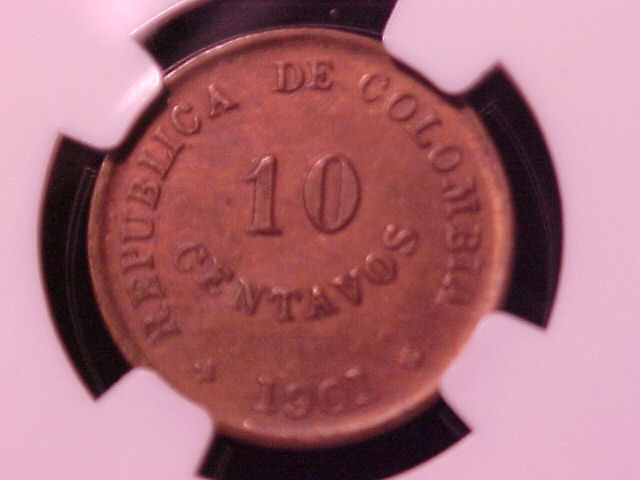 REPUBLICA DE COLOMBIA
10
CENTAVOS
* 1901 *